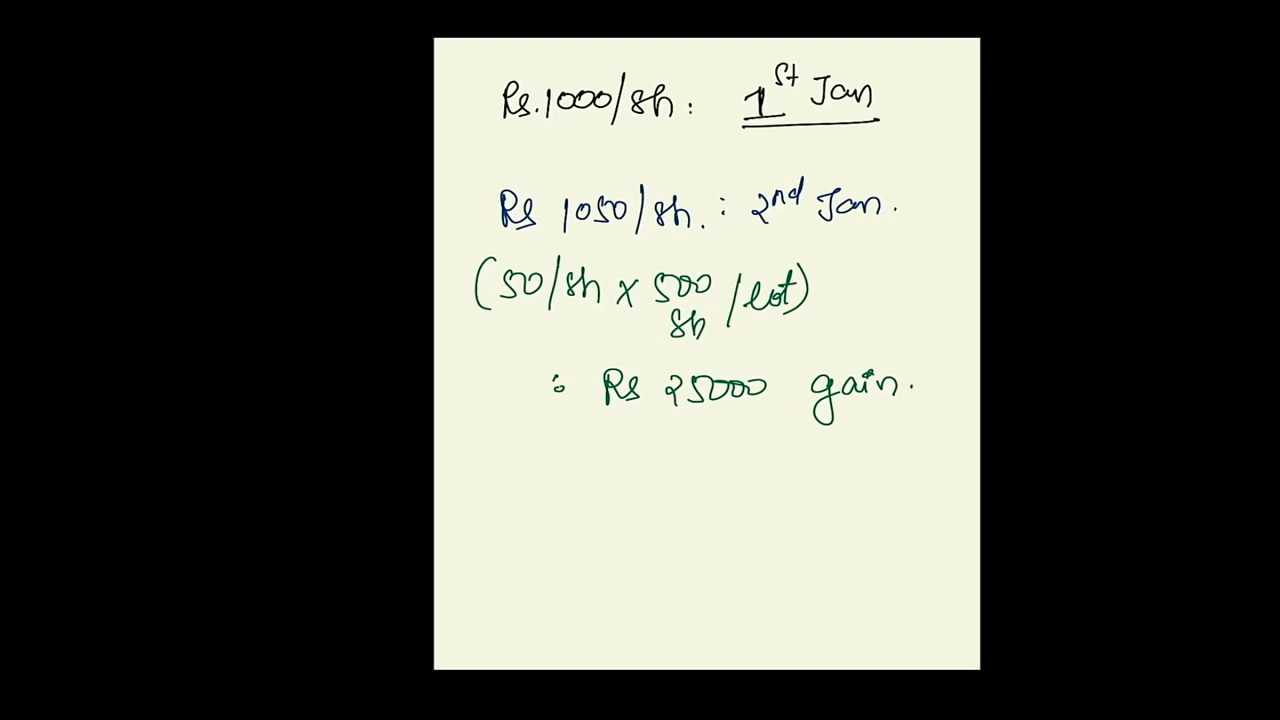 Rs.1000/sh: 1st Jan
Rs 1050/sh. : 2nd Jan.
(50/sh x 500 /lot)
sh
: Rs 25000 gain.